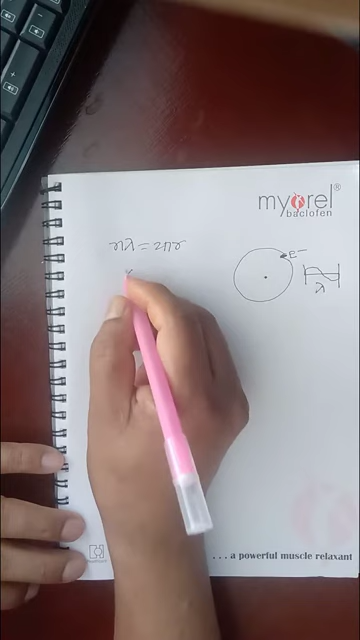 myorel®
baclofen
nλ = 2πr
E⁻
λ
... a powerful muscle relaxant